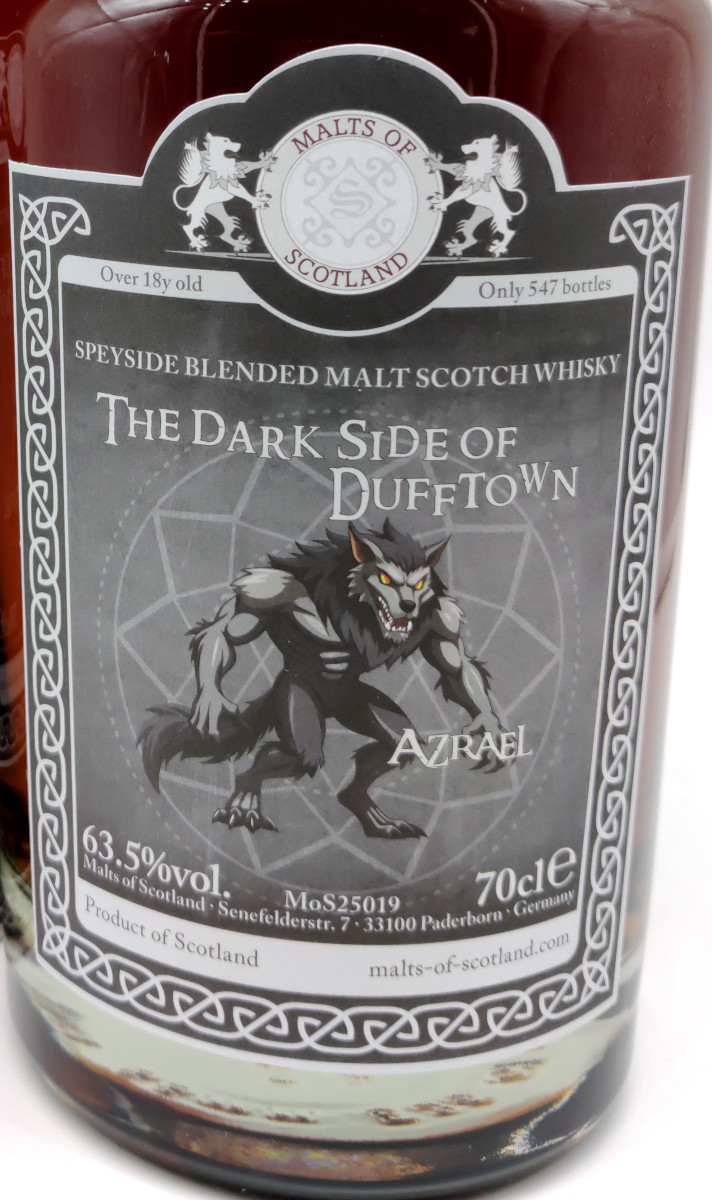 MALTS OF
S
SCOTLAND
Over 18y old
Only 547 bottles
SPEYSIDE BLENDED MALT SCOTCH WHISKY
THE DARK SIDE OF
DUFFTOWN
AZRAEL
63.5%vol.
MoS25019
70cl e
Malts of Scotland · Senefelderstr. 7 · 33100 Paderborn · Germany
Product of Scotland
malts-of-scotland.com